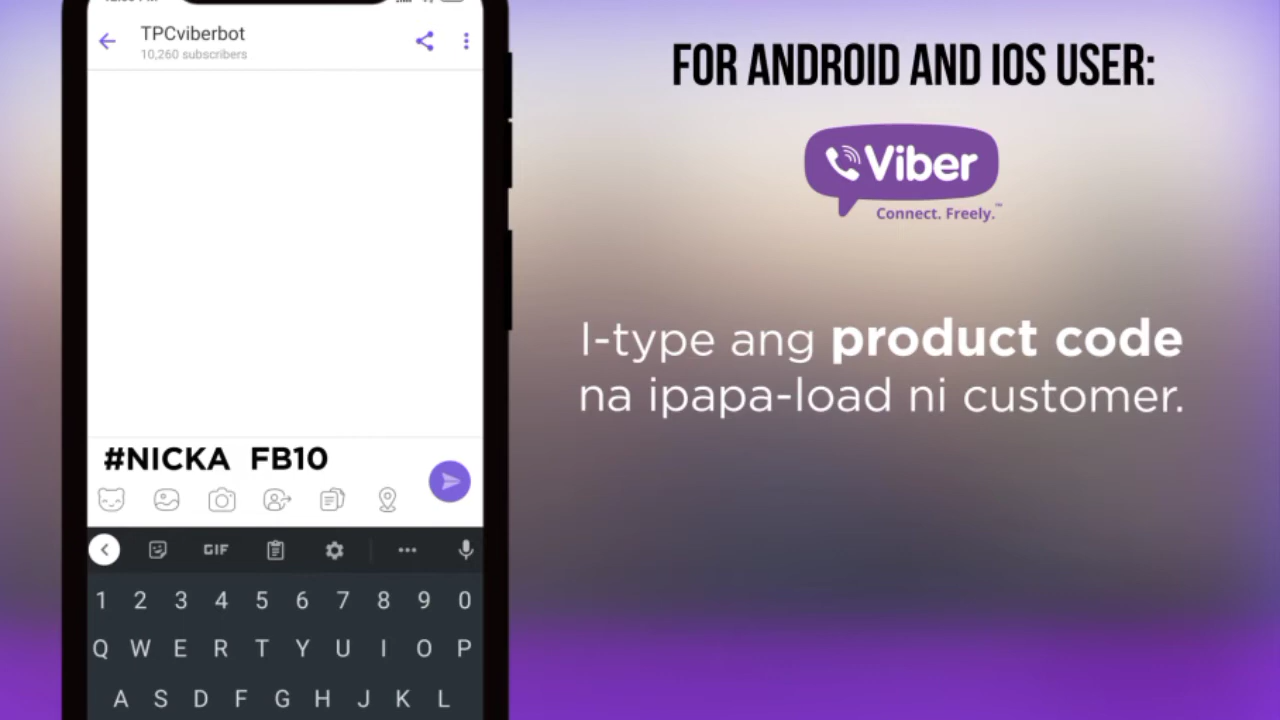 TPCviberbot
10,260 subscribers
FOR ANDROID AND IOS USER:
Viber
Connect. Freely.™
I-type ang product code
na ipapa-load ni customer.
#NICKA FB10
GIF
1 2 3 4 5 6 7 8 9 0
Q W E R T Y U I O P
A S D F G H J K L